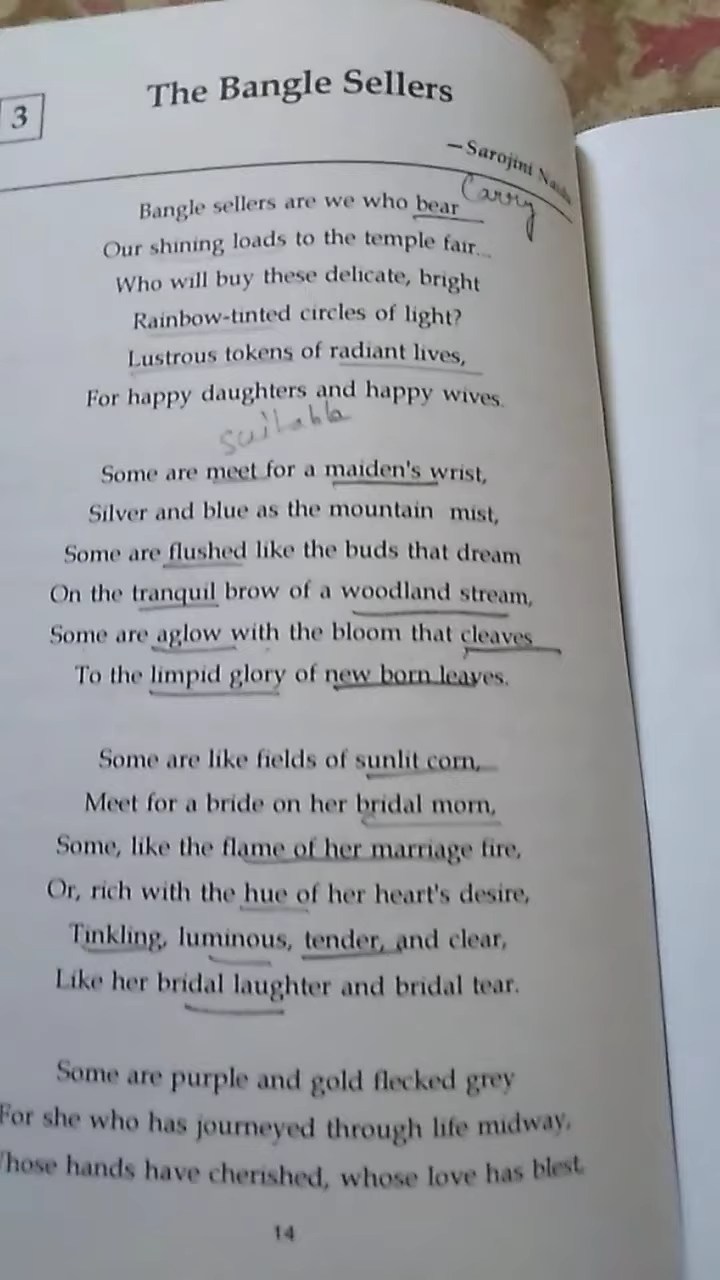 3
The Bangle Sellers
—Sarojini
Carry
Bangle sellers are we who bear
Our shining loads to the temple fair...
Who will buy these delicate, bright
Rainbow-tinted circles of light?
Lustrous tokens of radiant lives,
For happy daughters and happy wives.
suitable
Some are meet for a maiden's wrist,
Silver and blue as the mountain mist,
Some are flushed like the buds that dream
On the tranquil brow of a woodland stream,
Some are aglow with the bloom that cleaves
To the limpid glory of new born leaves.
Some are like fields of sunlit corn,
Meet for a bride on her bridal morn,
Some, like the flame of her marriage fire,
Or, rich with the hue of her heart's desire,
Tinkling, luminous, tender, and clear,
Like her bridal laughter and bridal tear.
Some are purple and gold flecked grey
For she who has journeyed through life midway,
hose hands have cherished, whose love has blest,
14